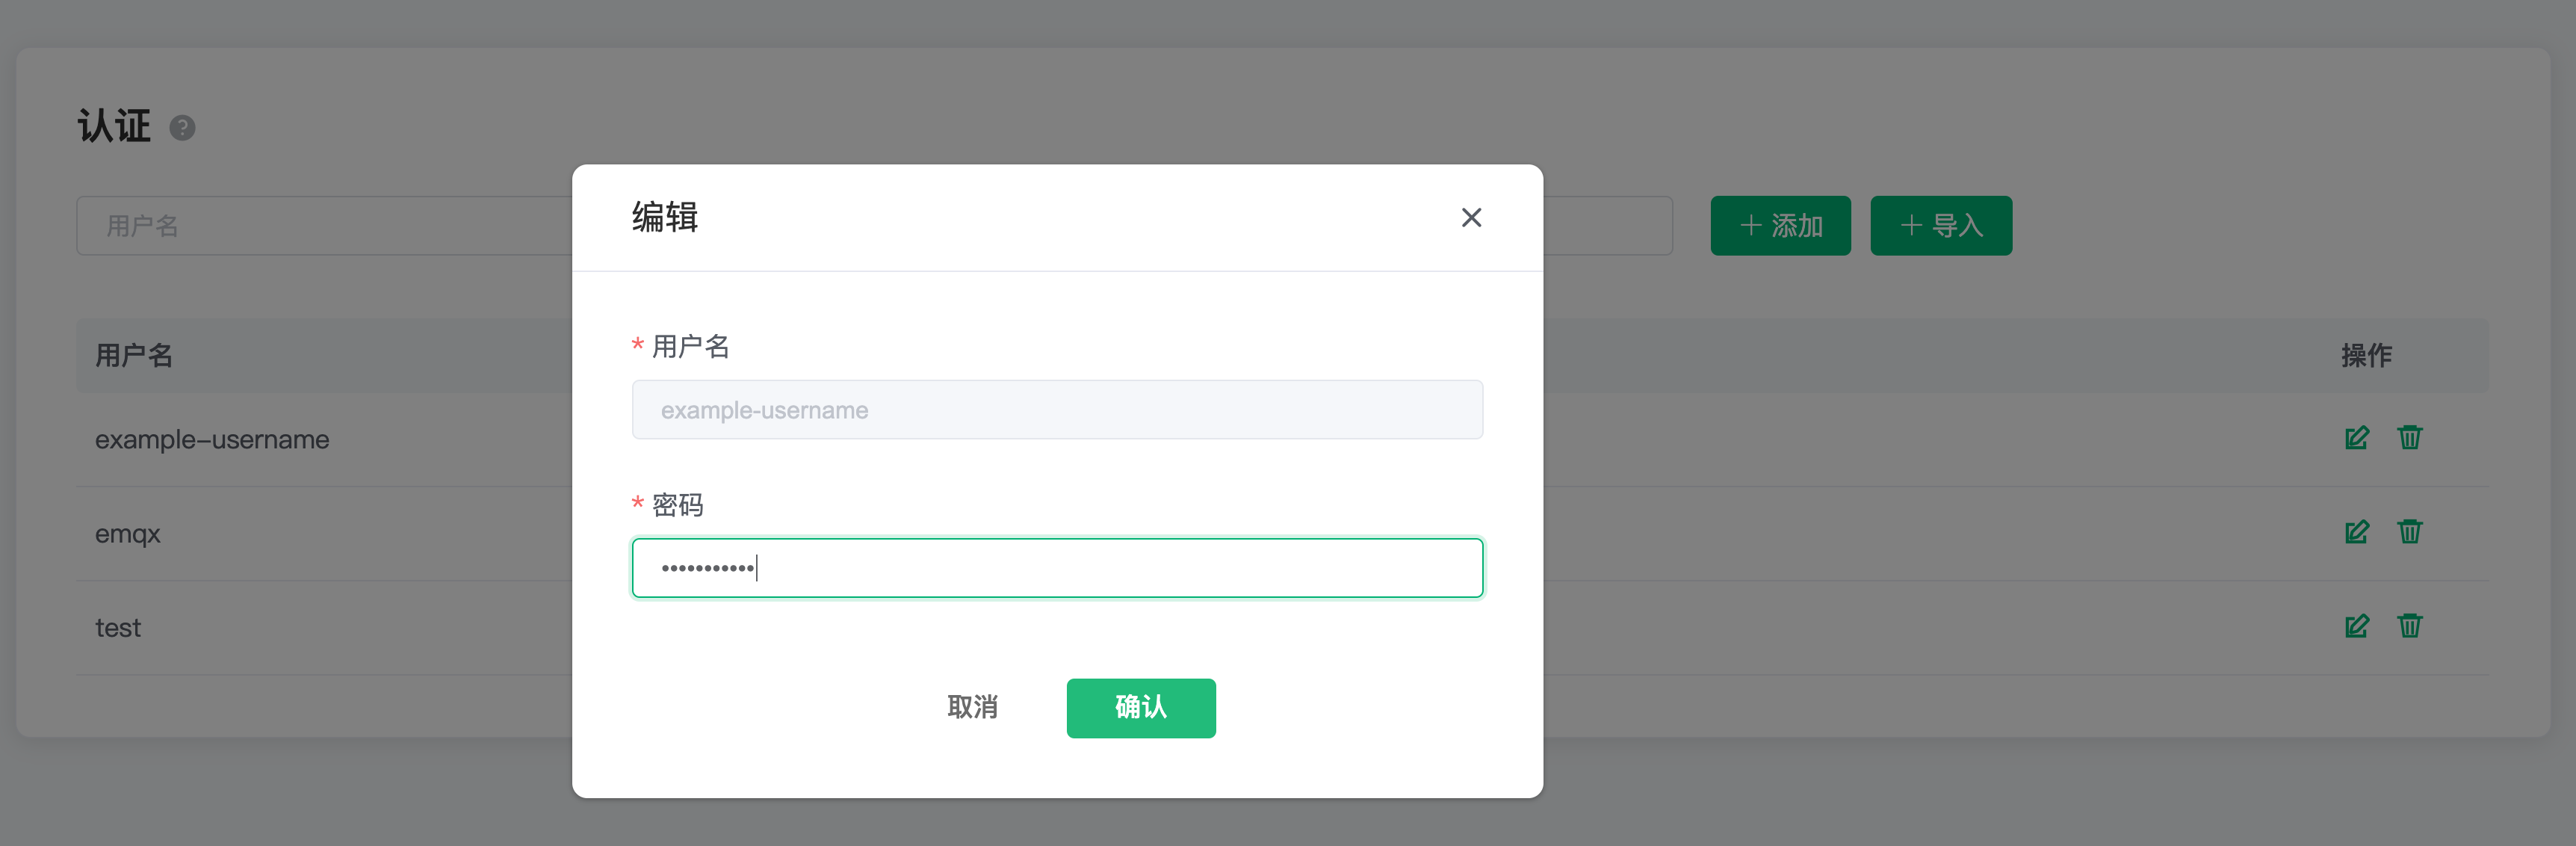 认证 ?
用户名
+ 添加
+ 导入
用户名
操作
example-username
emqx
test
编辑
* 用户名
example-username
* 密码
•••••••••••
取消
确认